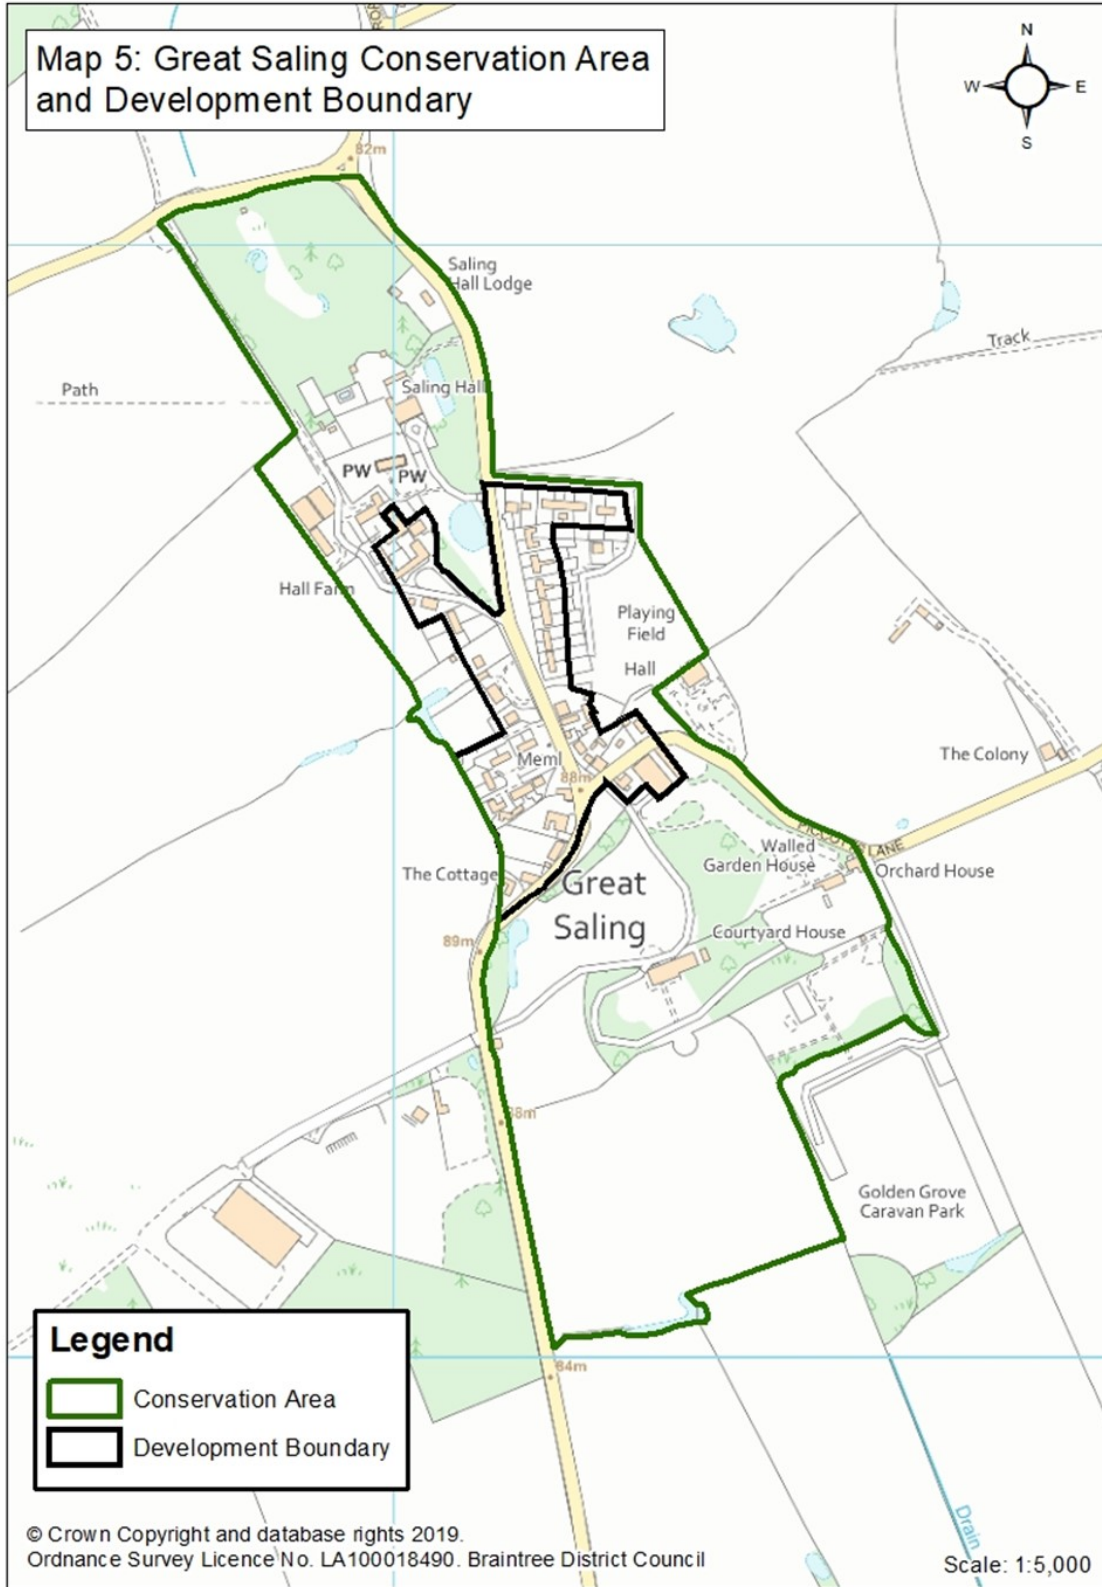 Map 5: Great Saling Conservation Area
and Development Boundary
N
W
E
S
82m
Saling
Hall Lodge
Track
Path
Saling Hall
PW
PW
Hall Farm
Playing
Field
Hall
The Colony
Meml
88m
LANE
Walled
Garden House
Orchard House
The Cottage
Great
Saling
Courtyard House
89m
88m
Golden Grove
Caravan Park
84m
Legend
Conservation Area
Development Boundary
Drain
© Crown Copyright and database rights 2019.
Ordnance Survey Licence No. LA100018490. Braintree District Council
Scale: 1:5,000